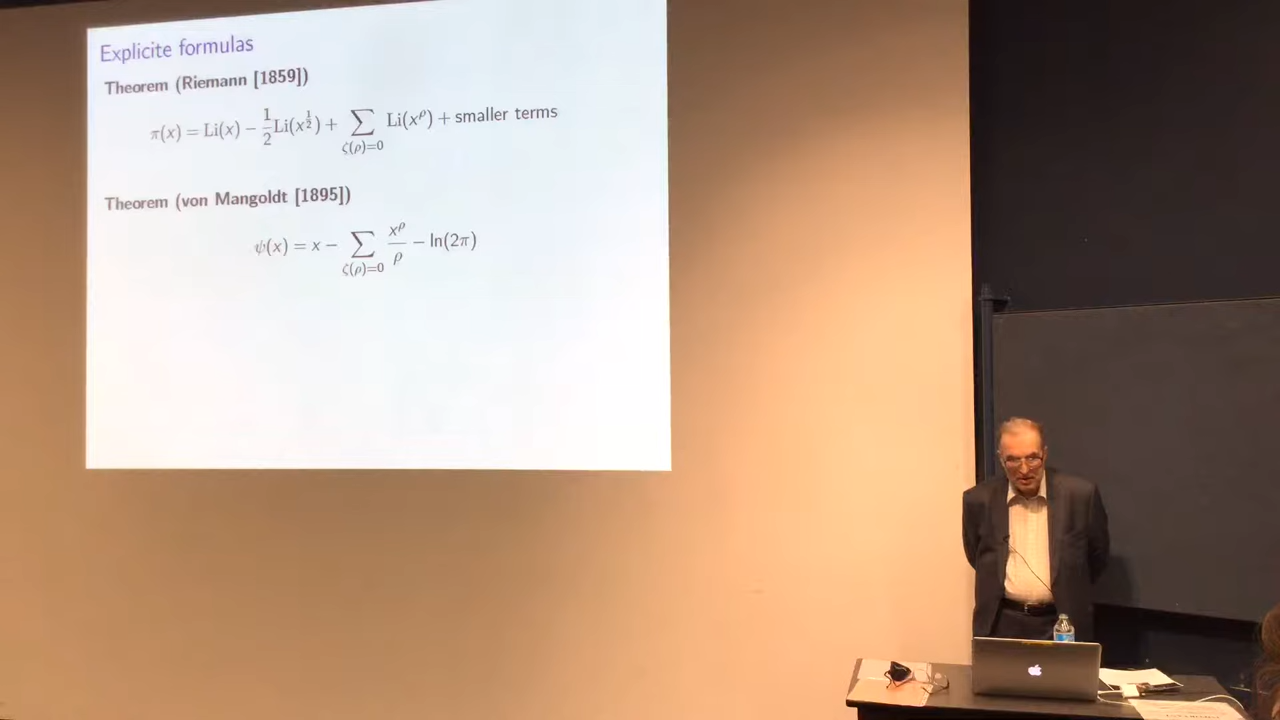 Explicite formulas
Theorem (Riemann [1859])
π(x) = Li(x) − 1/2 Li(x^{1/2}) + ∑_{ζ(ρ)=0} Li(x^ρ) + smaller terms
Theorem (von Mangoldt [1895])
ψ(x) = x − ∑_{ζ(ρ)=0} x^ρ/ρ − ln(2π)